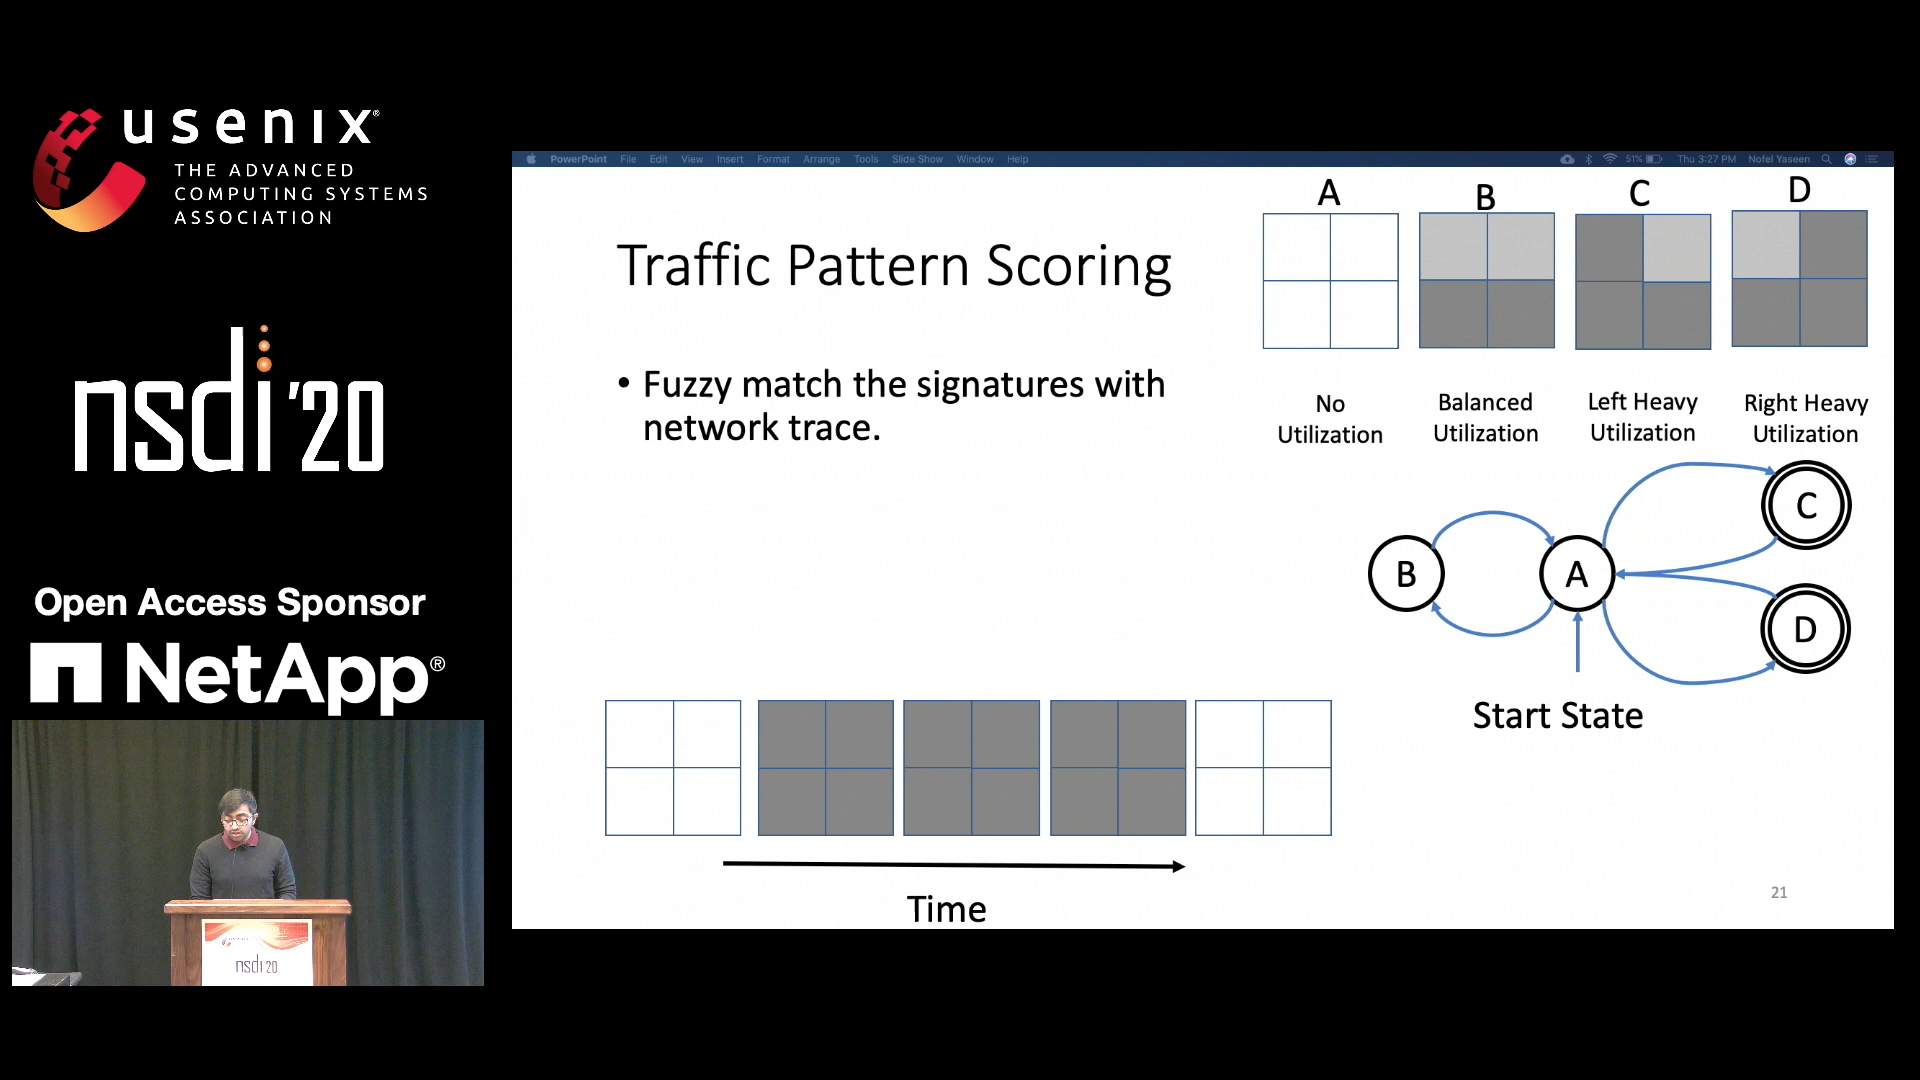 usenix®
THE ADVANCED
COMPUTING SYSTEMS
ASSOCIATION
nsdi '20
Open Access Sponsor
NetApp®
nsdi 20
PowerPoint File Edit View Insert Format Arrange Tools Slide Show Window Help
51% Thu 3:27 PM Nofel Yaseen
Traffic Pattern Scoring
• Fuzzy match the signatures with
network trace.
A B C D
No
Utilization
Balanced
Utilization
Left Heavy
Utilization
Right Heavy
Utilization
C
B
A
D
Start State
Time
21